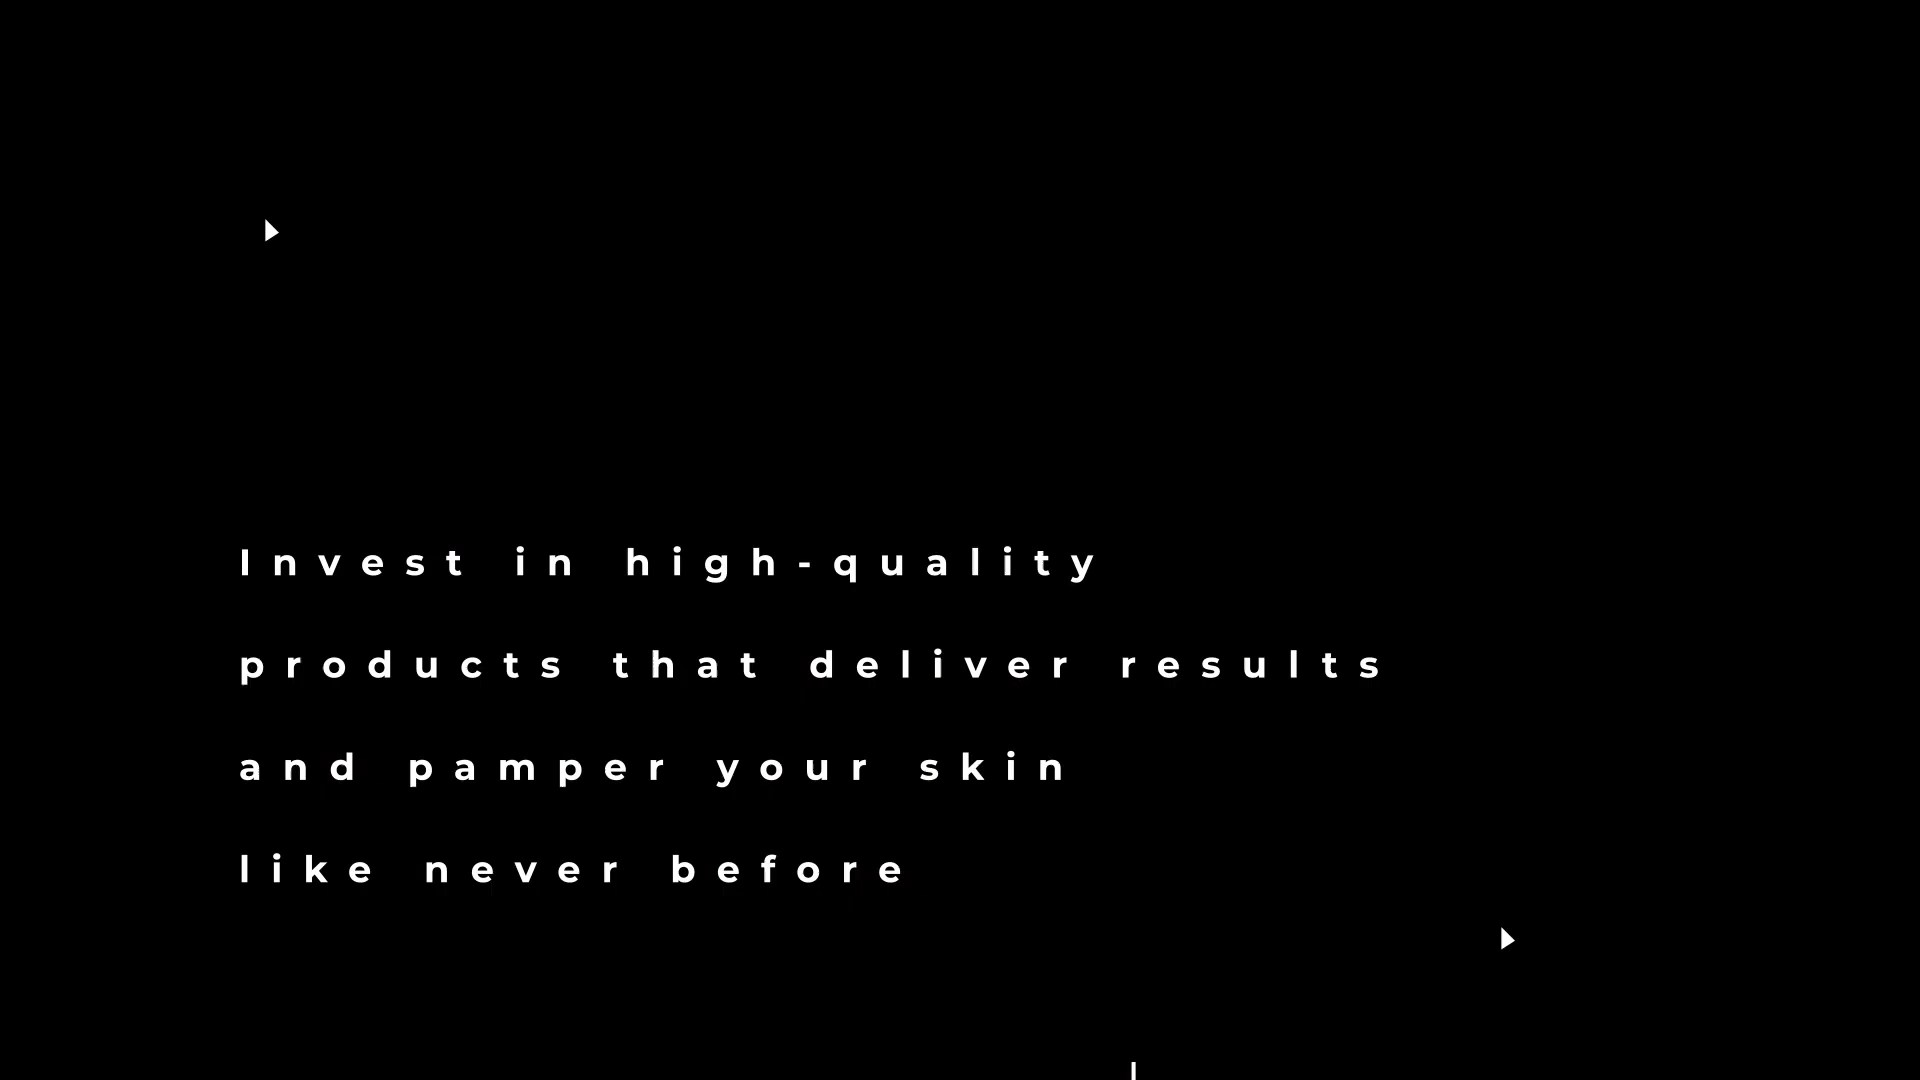 Invest in high-quality
products that deliver results
and pamper your skin
like never before